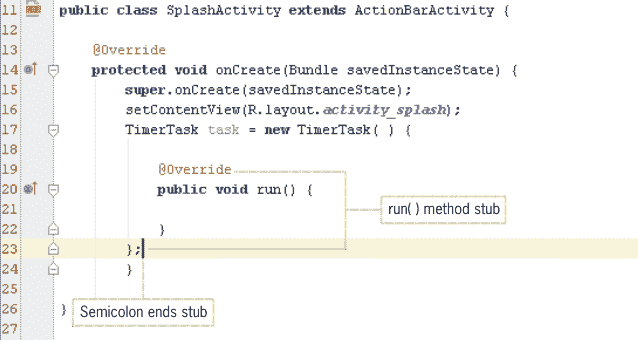 11 public class SplashActivity extends ActionBarActivity {
12
13 @Override
14 protected void onCreate(Bundle savedInstanceState) {
15 super.onCreate(savedInstanceState);
16 setContentView(R.layout.activity_splash);
17 TimerTask task = new TimerTask( ) {
18
19 @Override
20 public void run() {
21
run( ) method stub
22 }
23 };
24 }
25
26 }
Semicolon ends stub
27